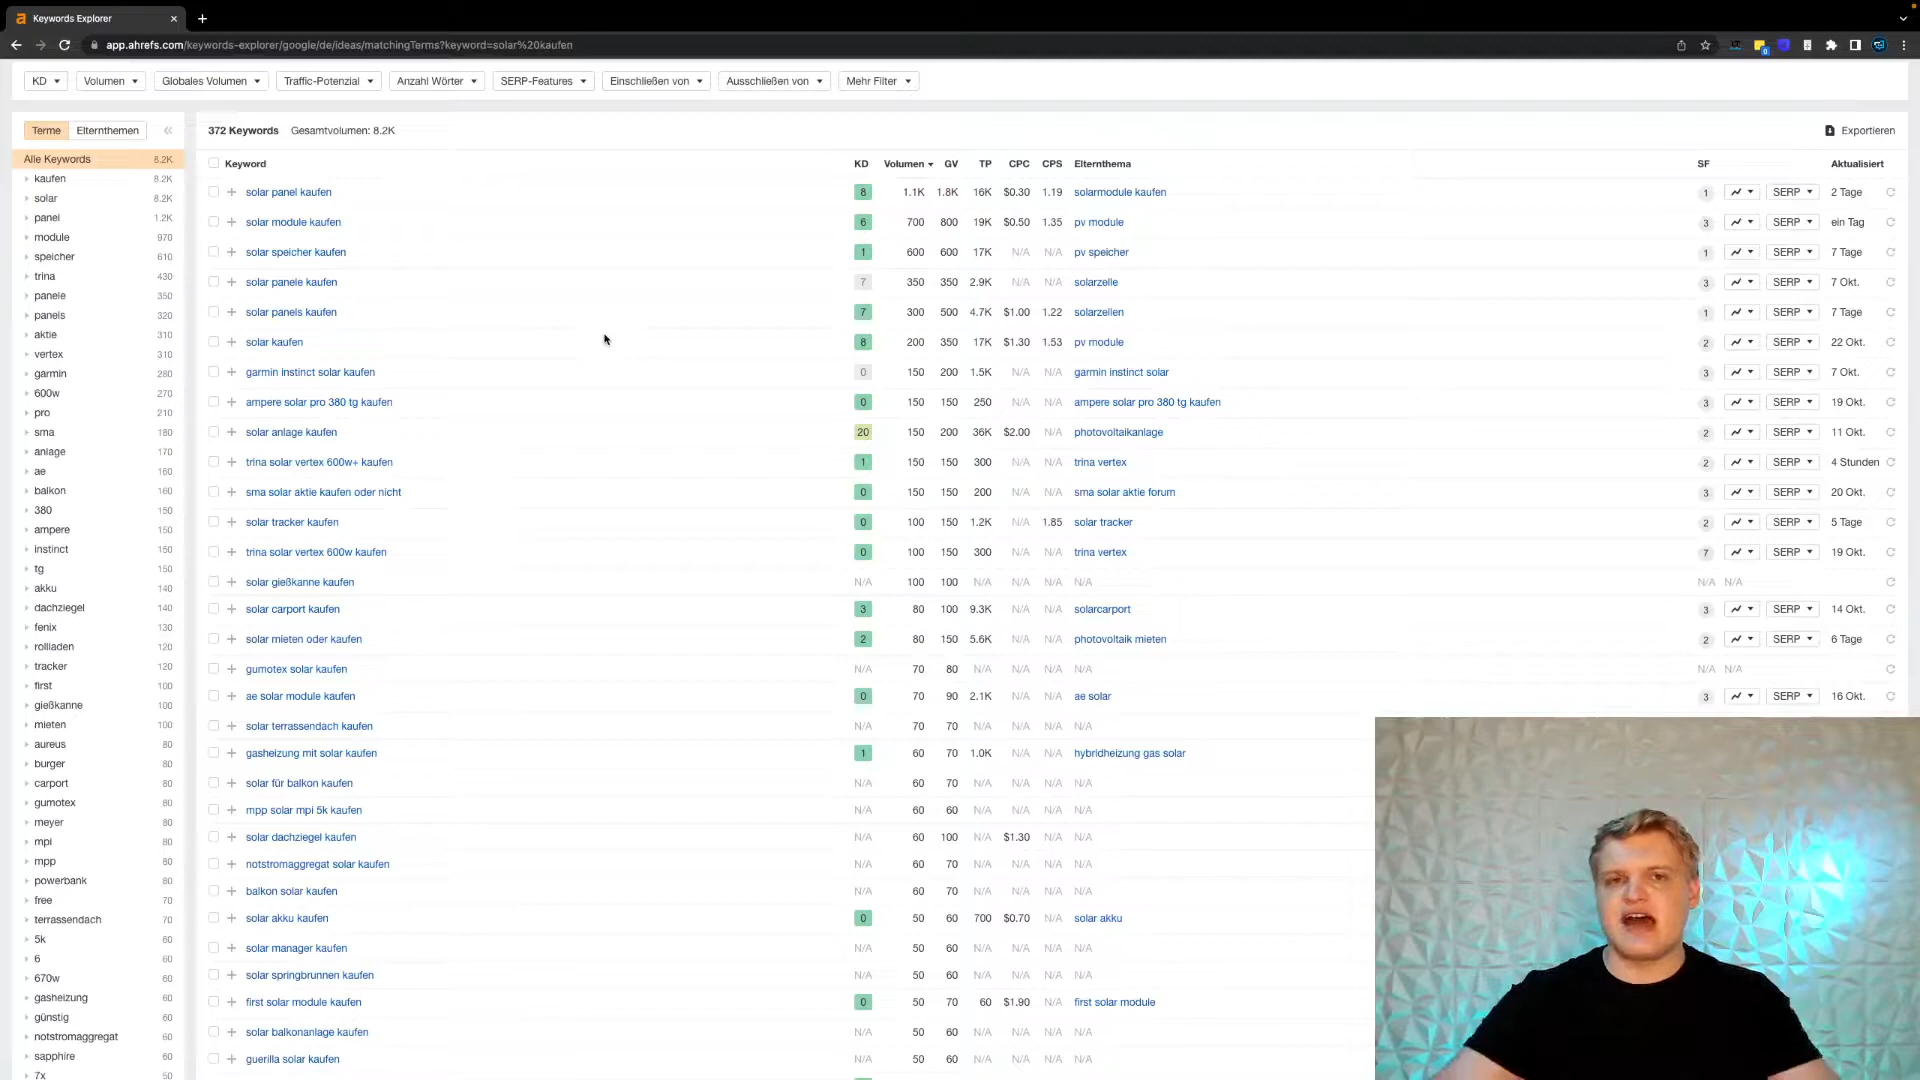 Keywords Explorer
app.ahrefs.com/keywords-explorer/google/de/ideas/matchingTerms?keyword=solar%20kaufen
KD Volumen Globales Volumen Traffic-Potenzial Anzahl Wörter SERP-Features Einschließen von Ausschließen von Mehr Filter
Terme Elternthemen
372 Keywords Gesamtvolumen: 8.2K Exportieren
Alle Keywords 8.2K
kaufen 8.2K
solar 8.2K
panel 1.2K
module 970
speicher 610
trina 430
panele 350
panels 320
aktie 310
vertex 310
garmin 280
600w 270
pro 210
sma 180
anlage 170
ae 160
balkon 160
380 150
ampere 150
instinct 150
tg 150
akku 140
dachziegel 140
fenix 130
rollladen 120
tracker 120
first 100
gießkanne 100
mieten 100
aureus 80
burger 80
carport 80
gumotex 80
meyer 80
mpi 80
mpp 80
powerbank 80
free 70
terrassendach 70
5k 60
6 60
670w 60
gasheizung 60
günstig 60
notstromaggregat 60
sapphire 60
7x 50
Keyword KD Volumen GV TP CPC CPS Elternthema SF Aktualisiert
solar panel kaufen 8 1.1K 1.8K 16K $0.30 1.19 solarmodule kaufen 1 SERP 2 Tage
solar module kaufen 6 700 800 19K $0.50 1.35 pv module 3 SERP ein Tag
solar speicher kaufen 1 600 600 17K N/A N/A pv speicher 1 SERP 7 Tage
solar panele kaufen 7 350 350 2.9K N/A N/A solarzelle 3 SERP 7 Okt.
solar panels kaufen 7 300 500 4.7K $1.00 1.22 solarzellen 1 SERP 7 Tage
solar kaufen 8 200 350 17K $1.30 1.53 pv module 2 SERP 22 Okt.
garmin instinct solar kaufen 0 150 200 1.5K N/A N/A garmin instinct solar 3 SERP 7 Okt.
ampere solar pro 380 tg kaufen 0 150 150 250 N/A N/A ampere solar pro 380 tg kaufen 3 SERP 19 Okt.
solar anlage kaufen 20 150 200 36K $2.00 N/A photovoltaikanlage 2 SERP 11 Okt.
trina solar vertex 600w+ kaufen 1 150 150 300 N/A N/A trina vertex 2 SERP 4 Stunden
sma solar aktie kaufen oder nicht 0 150 150 200 N/A N/A sma solar aktie forum 3 SERP 20 Okt.
solar tracker kaufen 0 100 150 1.2K N/A 1.85 solar tracker 2 SERP 5 Tage
trina solar vertex 600w kaufen 0 100 150 300 N/A N/A trina vertex 7 SERP 19 Okt.
solar gießkanne kaufen N/A 100 100 N/A N/A N/A N/A N/A N/A
solar carport kaufen 3 80 100 9.3K N/A N/A solarcarport 3 SERP 14 Okt.
solar mieten oder kaufen 2 80 150 5.6K N/A N/A photovoltaik mieten 2 SERP 6 Tage
gumotex solar kaufen N/A 70 80 N/A N/A N/A N/A N/A N/A
ae solar module kaufen 0 70 90 2.1K N/A N/A ae solar 3 SERP 16 Okt.
solar terrassendach kaufen N/A 70 70 N/A N/A N/A N/A
gasheizung mit solar kaufen 1 60 70 1.0K N/A N/A hybridheizung gas solar
solar für balkon kaufen N/A 60 70 N/A N/A N/A N/A
mpp solar mpi 5k kaufen N/A 60 60 N/A N/A N/A N/A
solar dachziegel kaufen N/A 60 100 N/A $1.30 N/A N/A
notstromaggregat solar kaufen N/A 60 70 N/A N/A N/A N/A
balkon solar kaufen N/A 60 70 N/A N/A N/A N/A
solar akku kaufen 0 50 60 700 $0.70 N/A solar akku
solar manager kaufen N/A 50 60 N/A N/A N/A N/A
solar springbrunnen kaufen N/A 50 60 N/A N/A N/A N/A
first solar module kaufen 0 50 70 60 $1.90 N/A first solar module
solar balkonanlage kaufen N/A 50 60 N/A N/A N/A N/A
guerilla solar kaufen N/A 50 60 N/A N/A N/A N/A